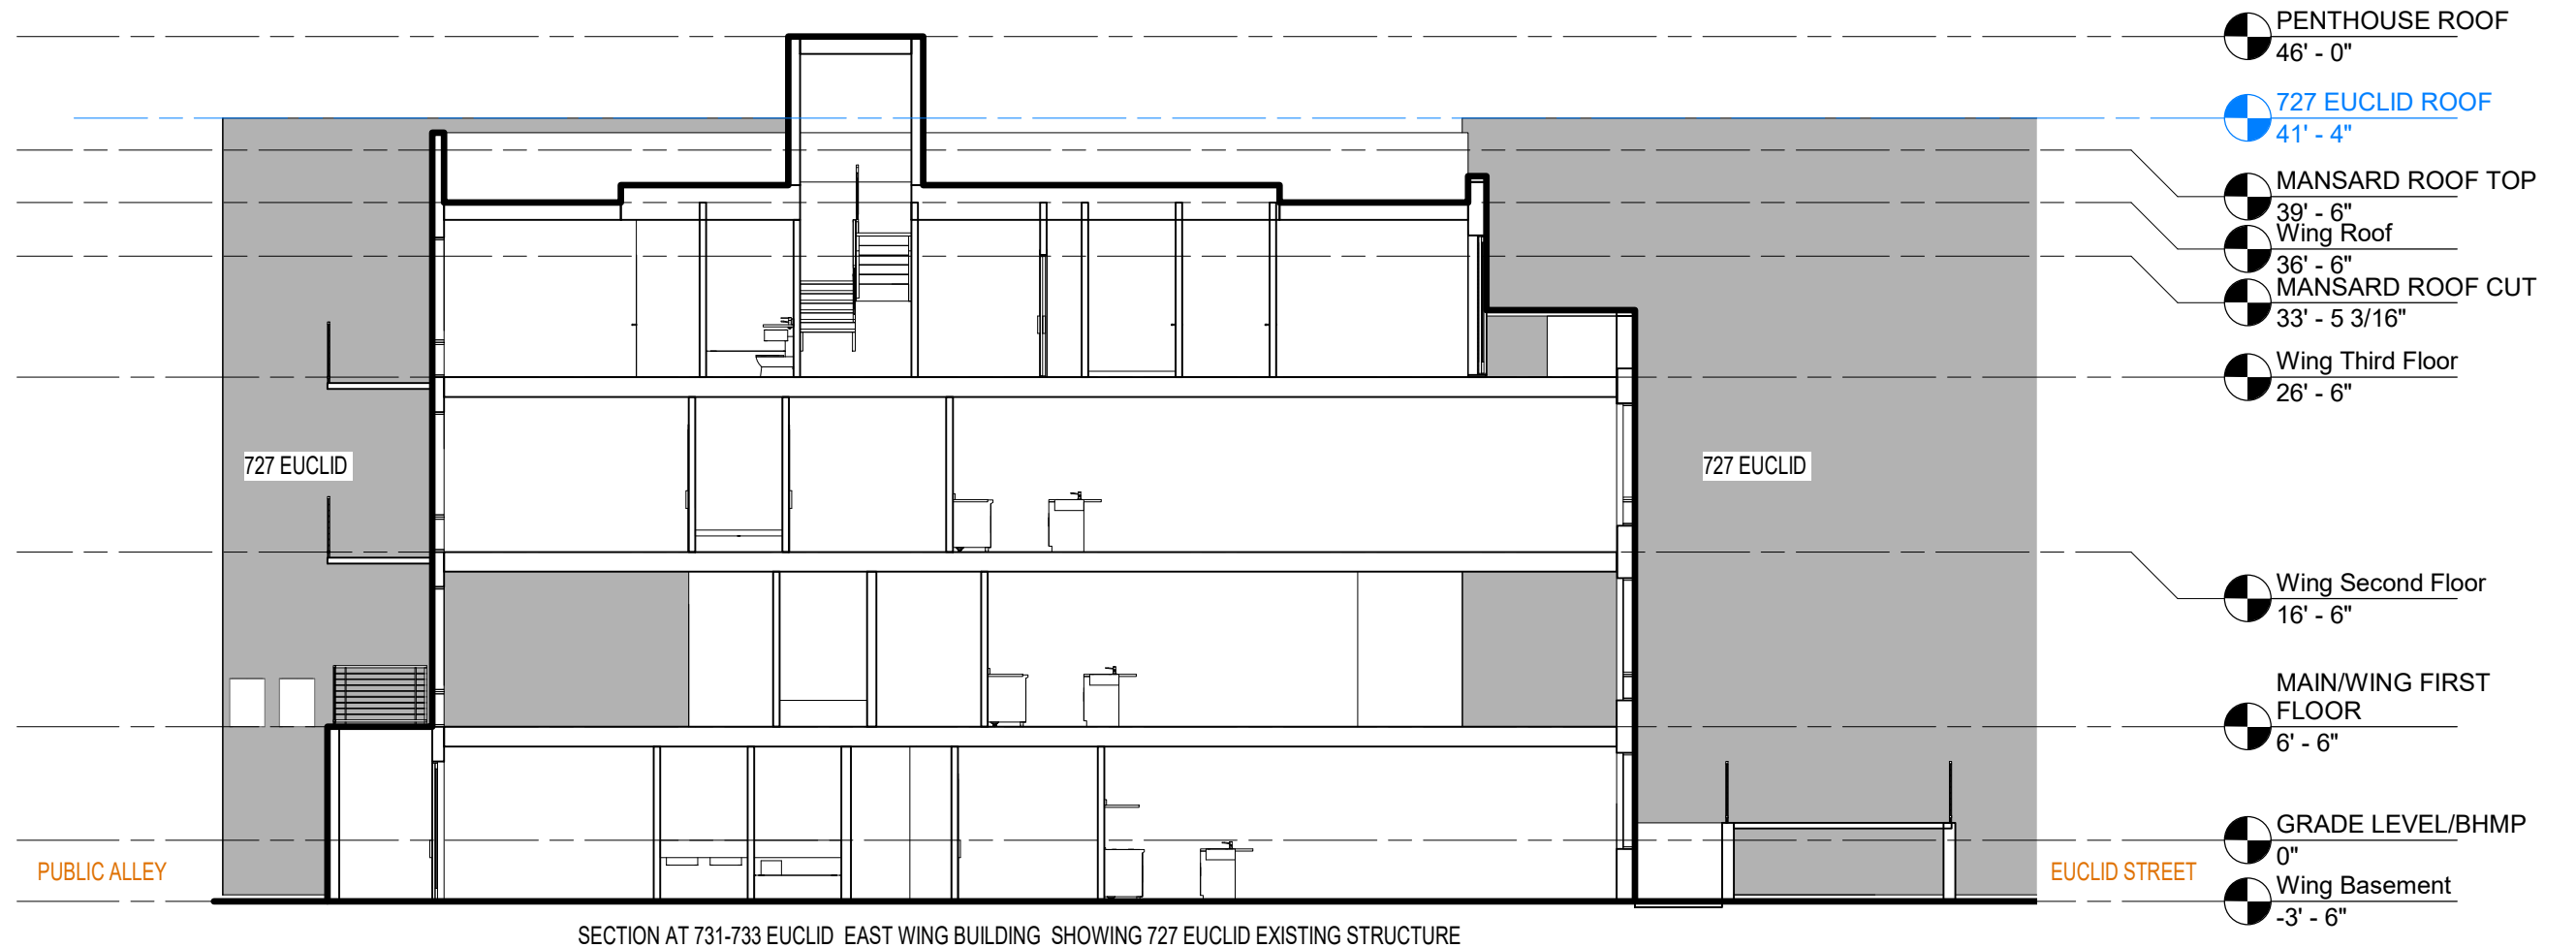 PENTHOUSE ROOF
46' - 0"
727 EUCLID ROOF
41' - 4"
MANSARD ROOF TOP
39' - 6"
Wing Roof
36' - 6"
MANSARD ROOF CUT
33' - 5 3/16"
Wing Third Floor
26' - 6"
727 EUCLID
727 EUCLID
Wing Second Floor
16' - 6"
MAIN/WING FIRST
FLOOR
6' - 6"
GRADE LEVEL/BHMP
0"
PUBLIC ALLEY
EUCLID STREET
Wing Basement
-3' - 6"
SECTION AT 731-733 EUCLID EAST WING BUILDING SHOWING 727 EUCLID EXISTING STRUCTURE